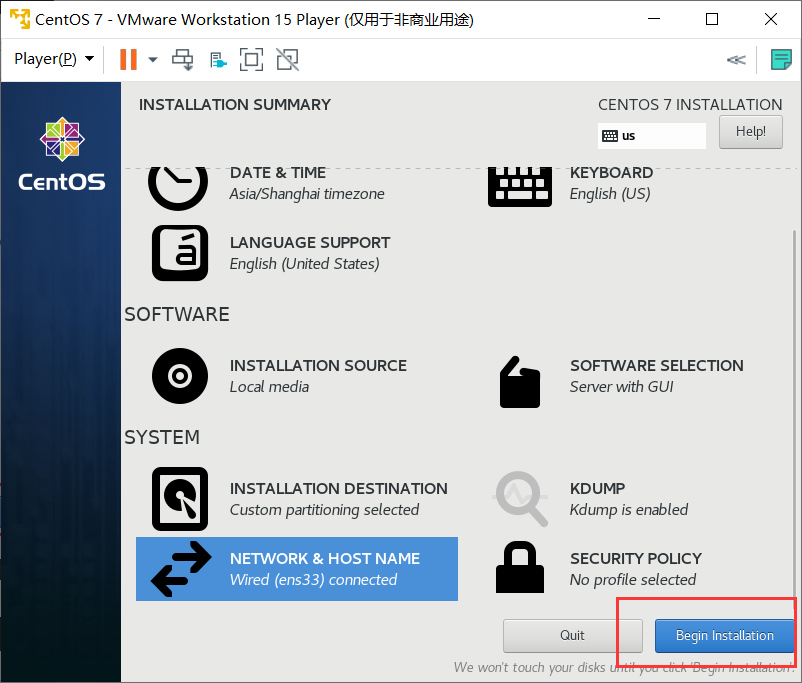 CentOS 7 - VMware Workstation 15 Player (仅用于非商业用途)
Player(P)
INSTALLATION SUMMARY
CENTOS 7 INSTALLATION
us
Help!
CentOS
DATE & TIME
Asia/Shanghai timezone
KEYBOARD
English (US)
LANGUAGE SUPPORT
English (United States)
SOFTWARE
INSTALLATION SOURCE
Local media
SOFTWARE SELECTION
Server with GUI
SYSTEM
INSTALLATION DESTINATION
Custom partitioning selected
KDUMP
Kdump is enabled
NETWORK & HOST NAME
Wired (ens33) connected
SECURITY POLICY
No profile selected
Quit
Begin Installation
We won't touch your disks until you click 'Begin Installation'.